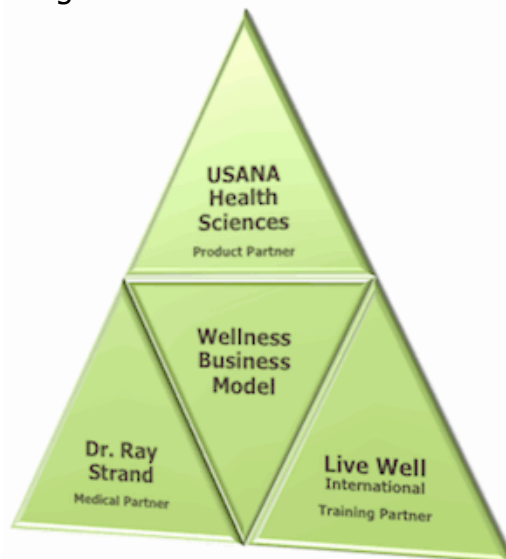 USANA
Health
Sciences
Product Partner
Wellness
Business
Model
Dr. Ray
Strand
Medical Partner
Live Well
International
Training Partner